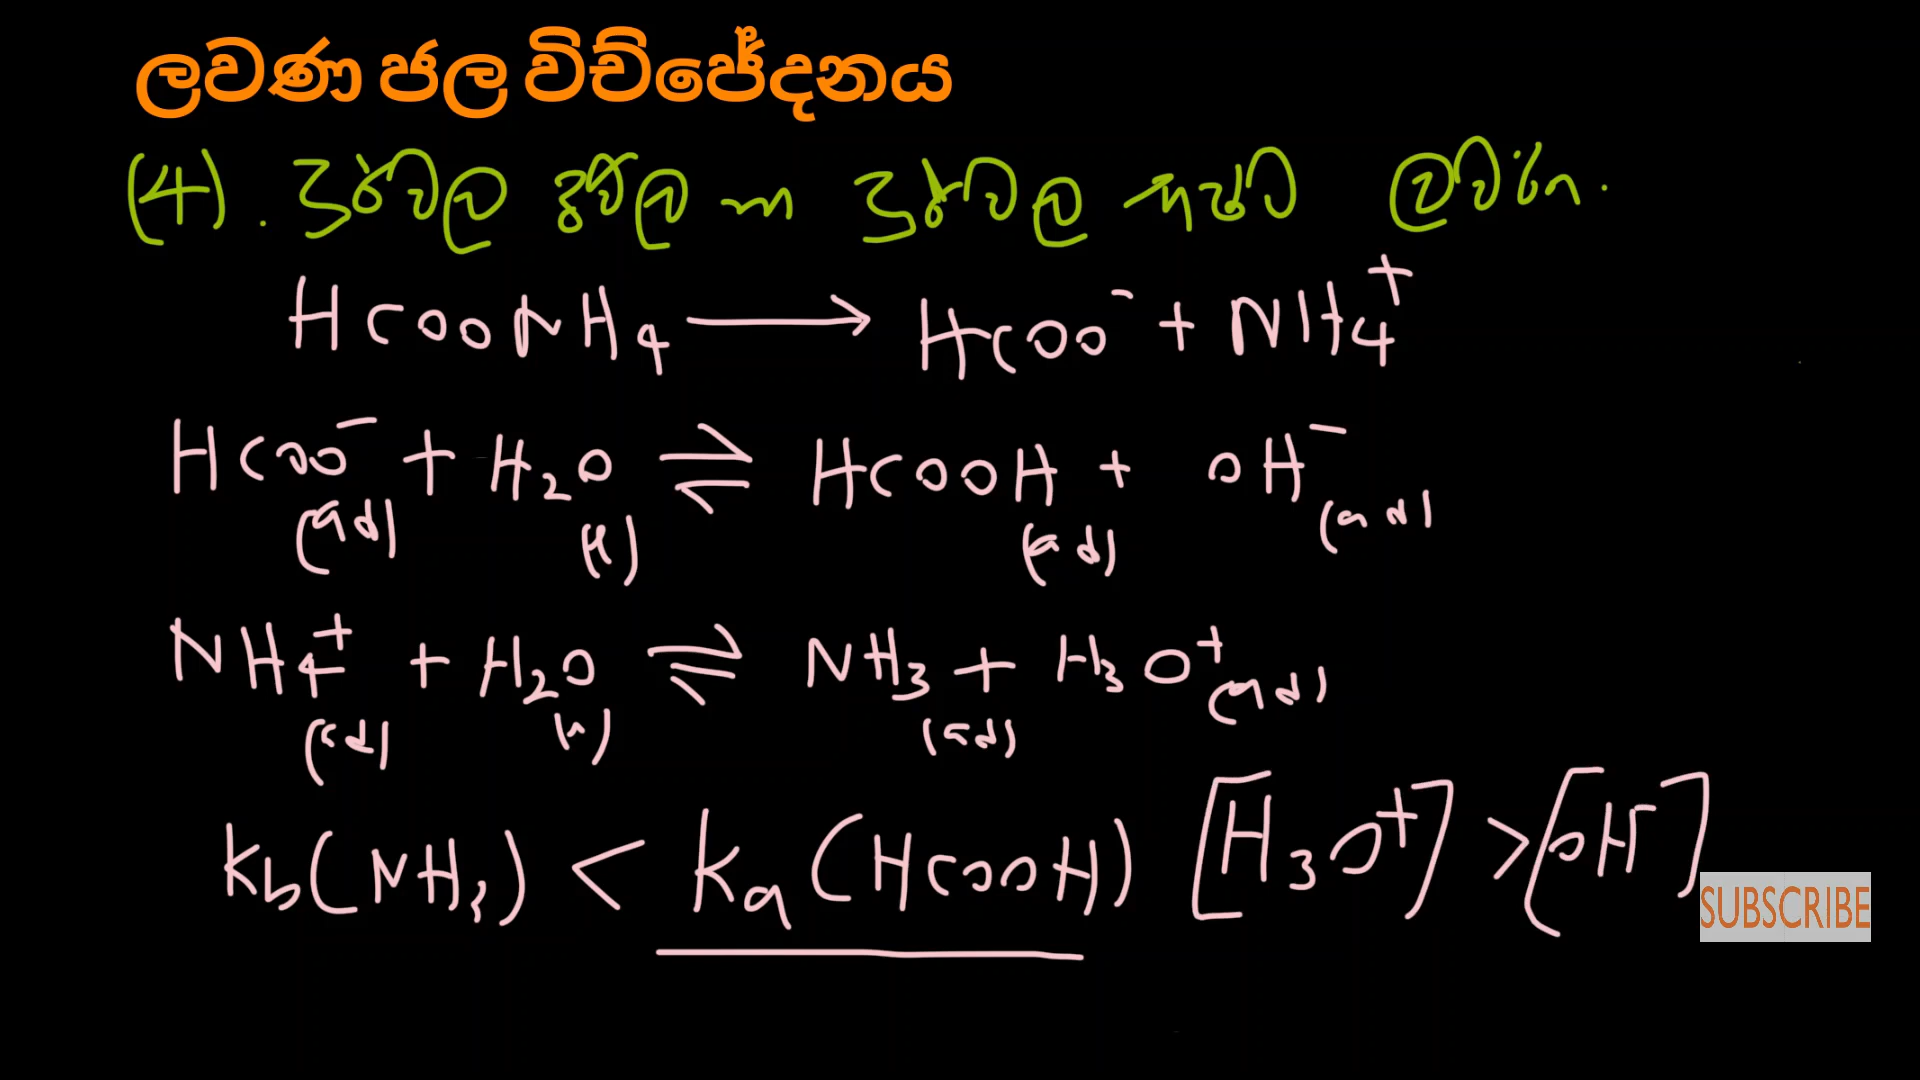 ලවණ ජල විච්ජේදනය
(4). දුර්වල අම්ල හා දුර්වල භෂ්ම ලවණ.
HCOONH₄ ⟶ HCOO⁻ + NH₄⁺
HCOO⁻(aq) + H₂O(l) ⇌ HCOOH(aq) + OH⁻(aq)
NH₄⁺(aq) + H₂O(l) ⇌ NH₃(aq) + H₃O⁺(aq)
Kb(NH₃) < Ka(HCOOH) [H₃O⁺] > [OH⁻]
SUBSCRIBE